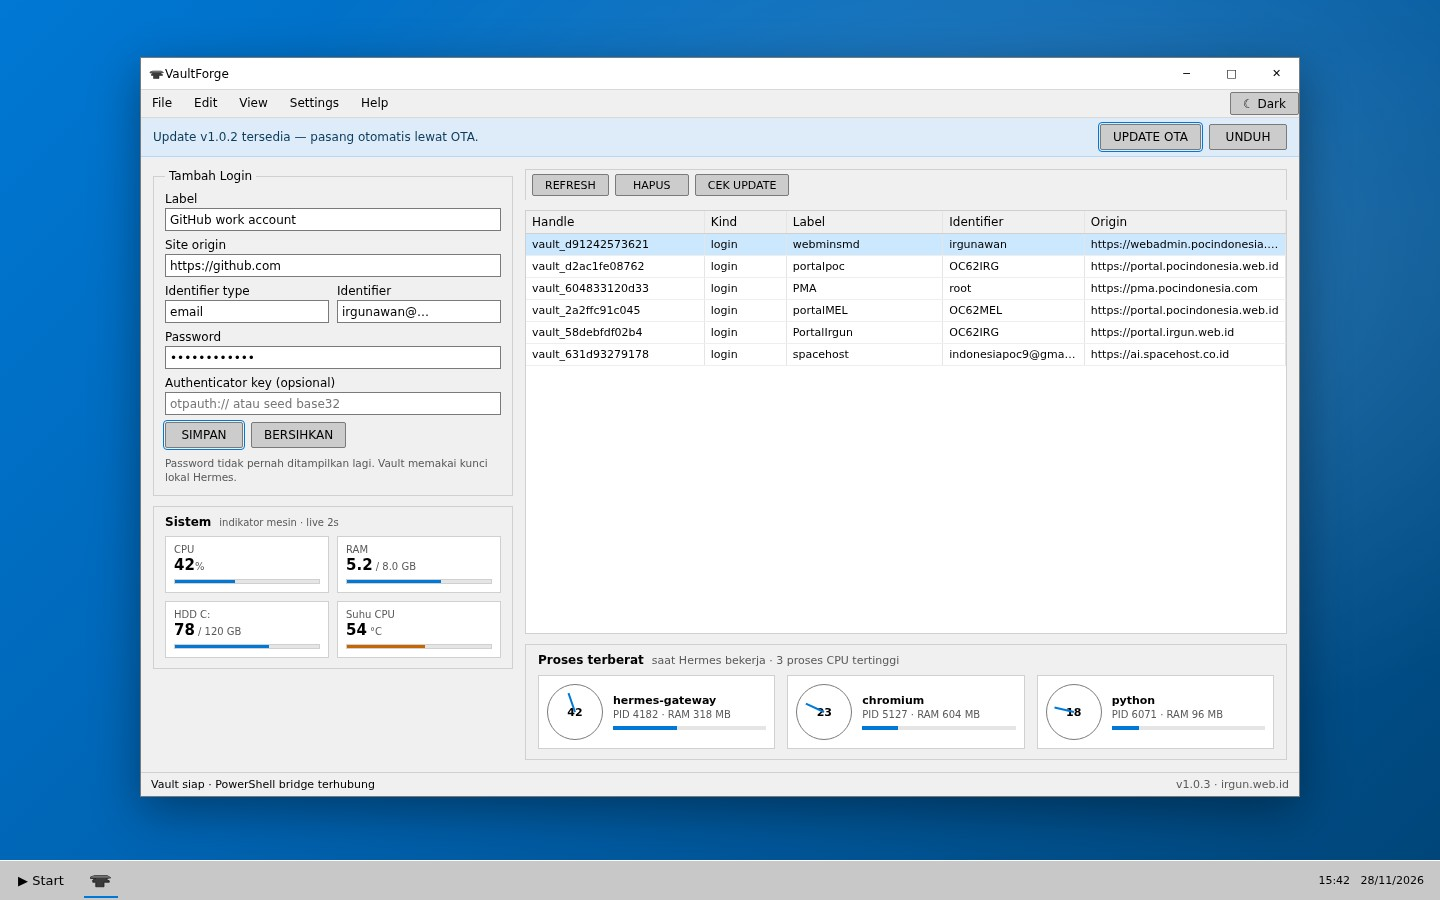 VaultForge
File Edit View Settings Help
☾ Dark
Update v1.0.2 tersedia — pasang otomatis lewat OTA.
UPDATE OTA UNDUH
Tambah Login
Label
GitHub work account
Site origin
https://github.com
Identifier type Identifier
email irgunawan@…
Password
••••••••••••
Authenticator key (opsional)
otpauth:// atau seed base32
SIMPAN BERSIHKAN
Password tidak pernah ditampilkan lagi. Vault memakai kunci
lokal Hermes.
Sistem indikator mesin · live 2s
CPU
42%
RAM
5.2 / 8.0 GB
HDD C:
78 / 120 GB
Suhu CPU
54 °C
REFRESH HAPUS CEK UPDATE
Handle Kind Label Identifier Origin
vault_d91242573621 login webminsmd irgunawan https://webadmin.pocindonesia.…
vault_d2ac1fe08762 login portalpoc OC62IRG https://portal.pocindonesia.web.id
vault_604833120d33 login PMA root https://pma.pocindonesia.com
vault_2a2ffc91c045 login portalMEL OC62MEL https://portal.pocindonesia.web.id
vault_58debfdf02b4 login PortalIrgun OC62IRG https://portal.irgun.web.id
vault_631d93279178 login spacehost indonesiapoc9@gma… https://ai.spacehost.co.id
Proses terberat saat Hermes bekerja · 3 proses CPU tertinggi
42
hermes-gateway
PID 4182 · RAM 318 MB
23
chromium
PID 5127 · RAM 604 MB
18
python
PID 6071 · RAM 96 MB
Vault siap · PowerShell bridge terhubung
v1.0.3 · irgun.web.id
▶ Start
15:42 28/11/2026